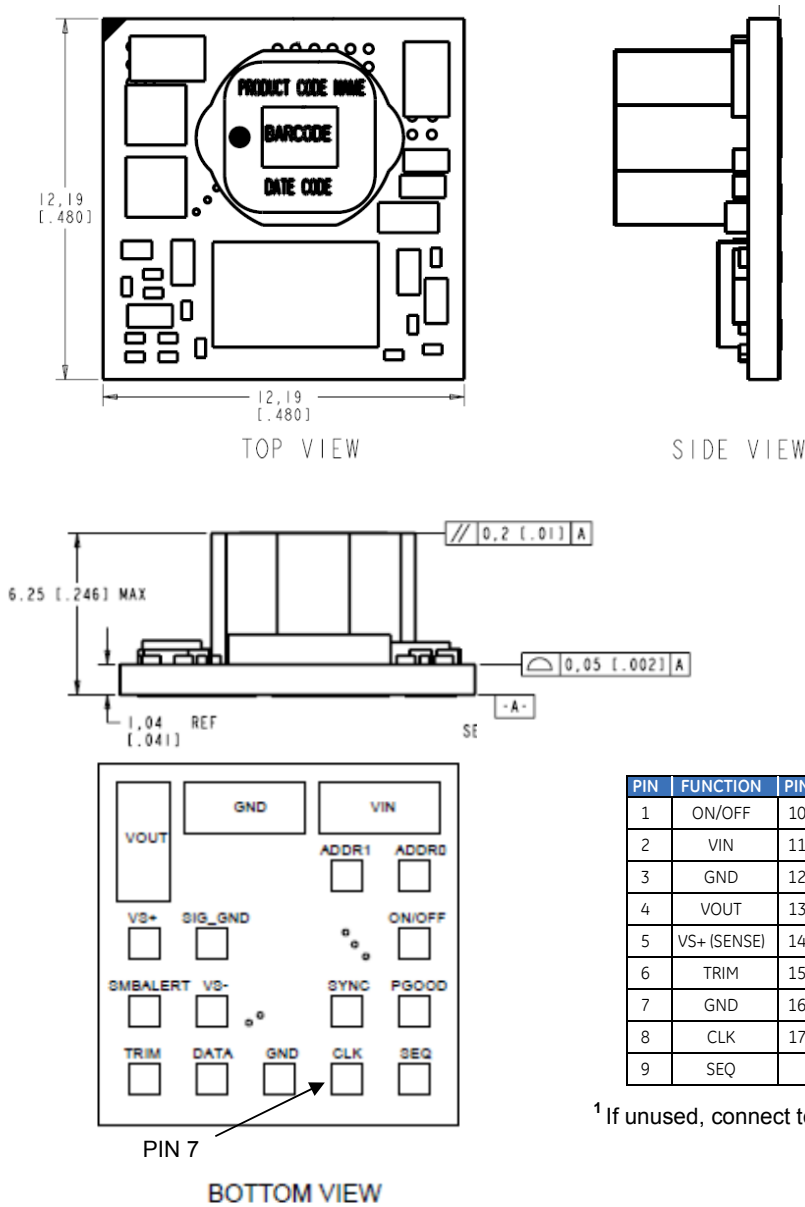 PRODUCT CODE NAME
BARCODE
DATE CODE
12,19
[.480]
12,19
[.480]
TOP VIEW
SIDE VIEW
// 0,2 [.01] A
6.25 [.246] MAX
0,05 [.002] A
-A-
1,04 REF
[.041]
SE
VOUT
GND
VIN
ADDR1 ADDR0
VS+ SIG_GND ON/OFF
SMBALERT VS- SYNC PGOOD
TRIM DATA GND CLK SEQ
PIN 7
BOTTOM VIEW
PIN FUNCTION PIN
1 ON/OFF 10
2 VIN 11
3 GND 12
4 VOUT 13
5 VS+ (SENSE) 14
6 TRIM 15
7 GND 16
8 CLK 17
9 SEQ
1 If unused, connect to